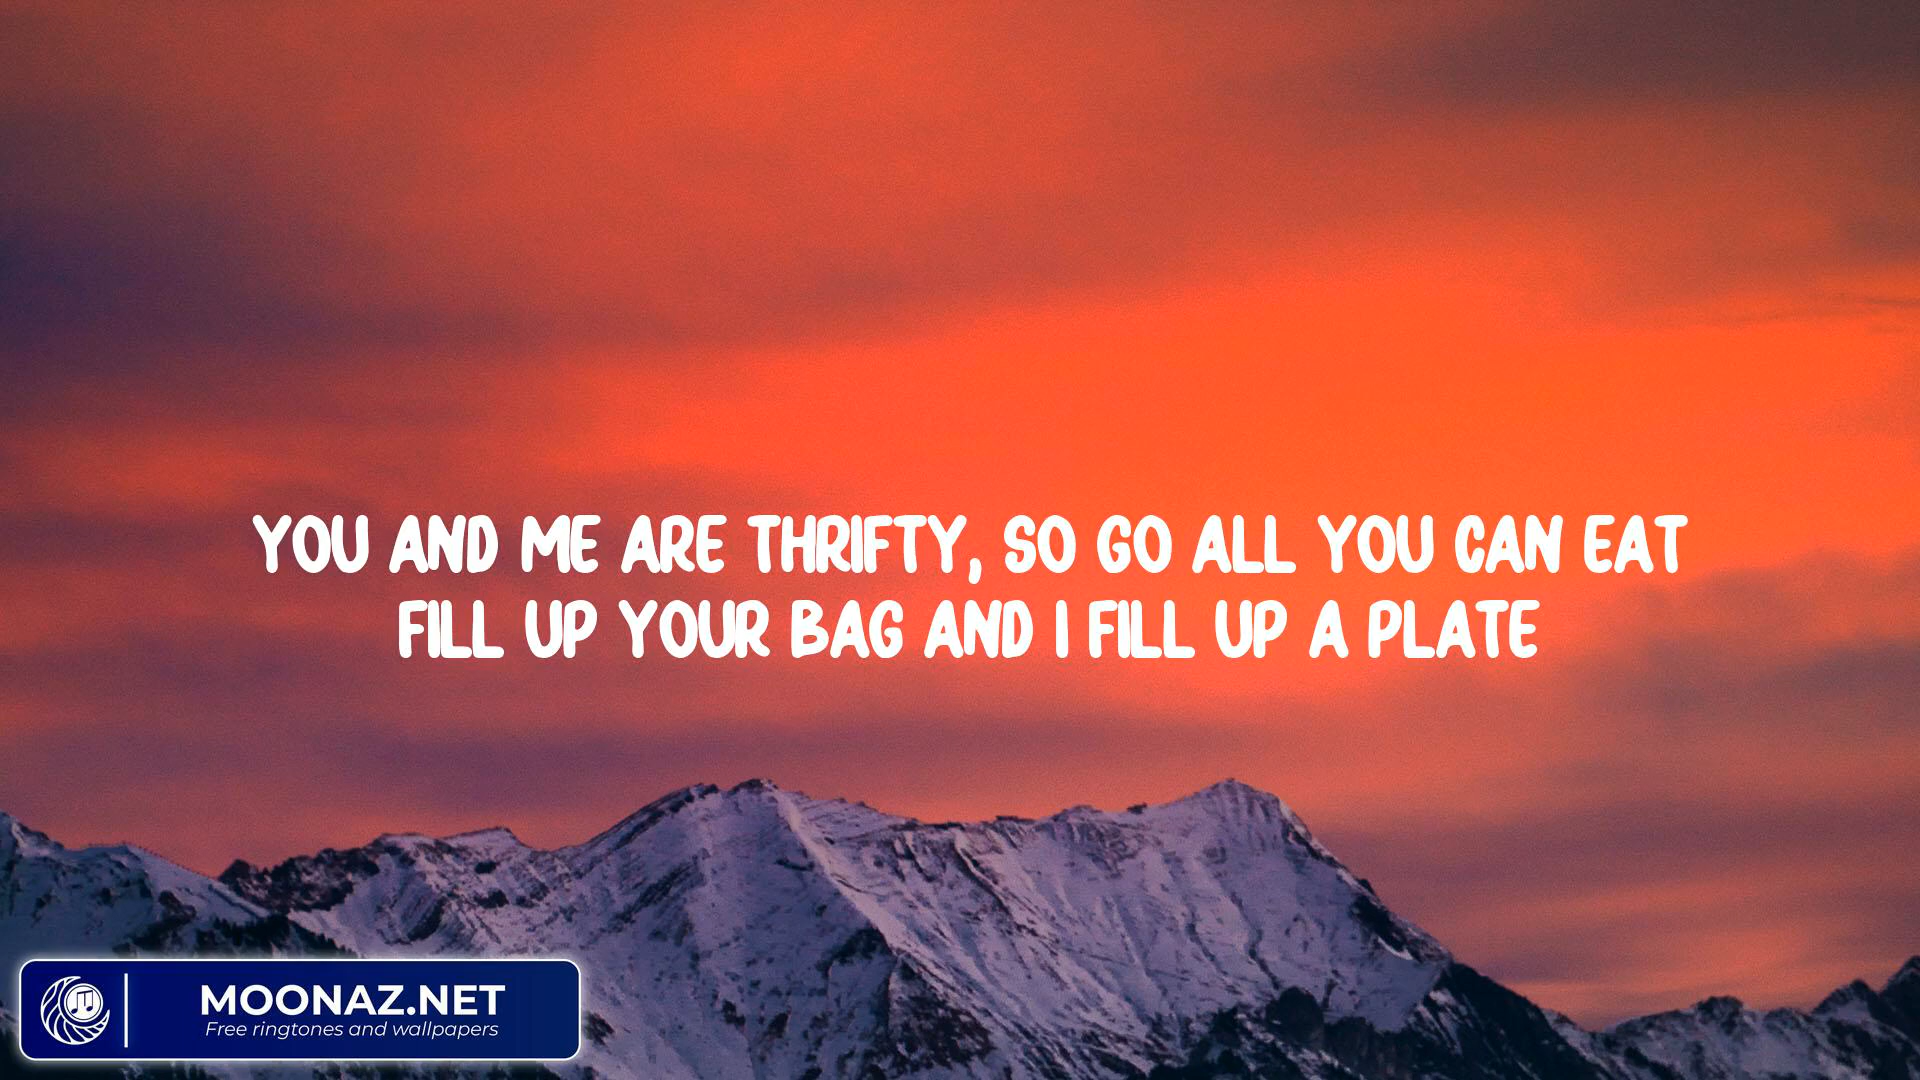 YOU AND ME ARE THRIFTY, SO GO ALL YOU CAN EAT
FILL UP YOUR BAG AND I FILL UP A PLATE
MOONAZ.NET
Free ringtones and wallpapers